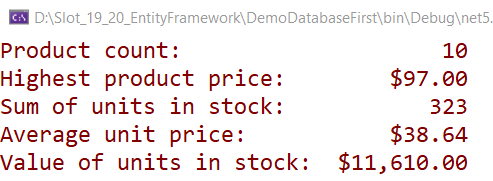 D:\Slot_19_20_EntityFramework\DemoDatabaseFirst\bin\Debug\net5.
Product count: 10
Highest product price: $97.00
Sum of units in stock: 323
Average unit price: $38.64
Value of units in stock: $11,610.00